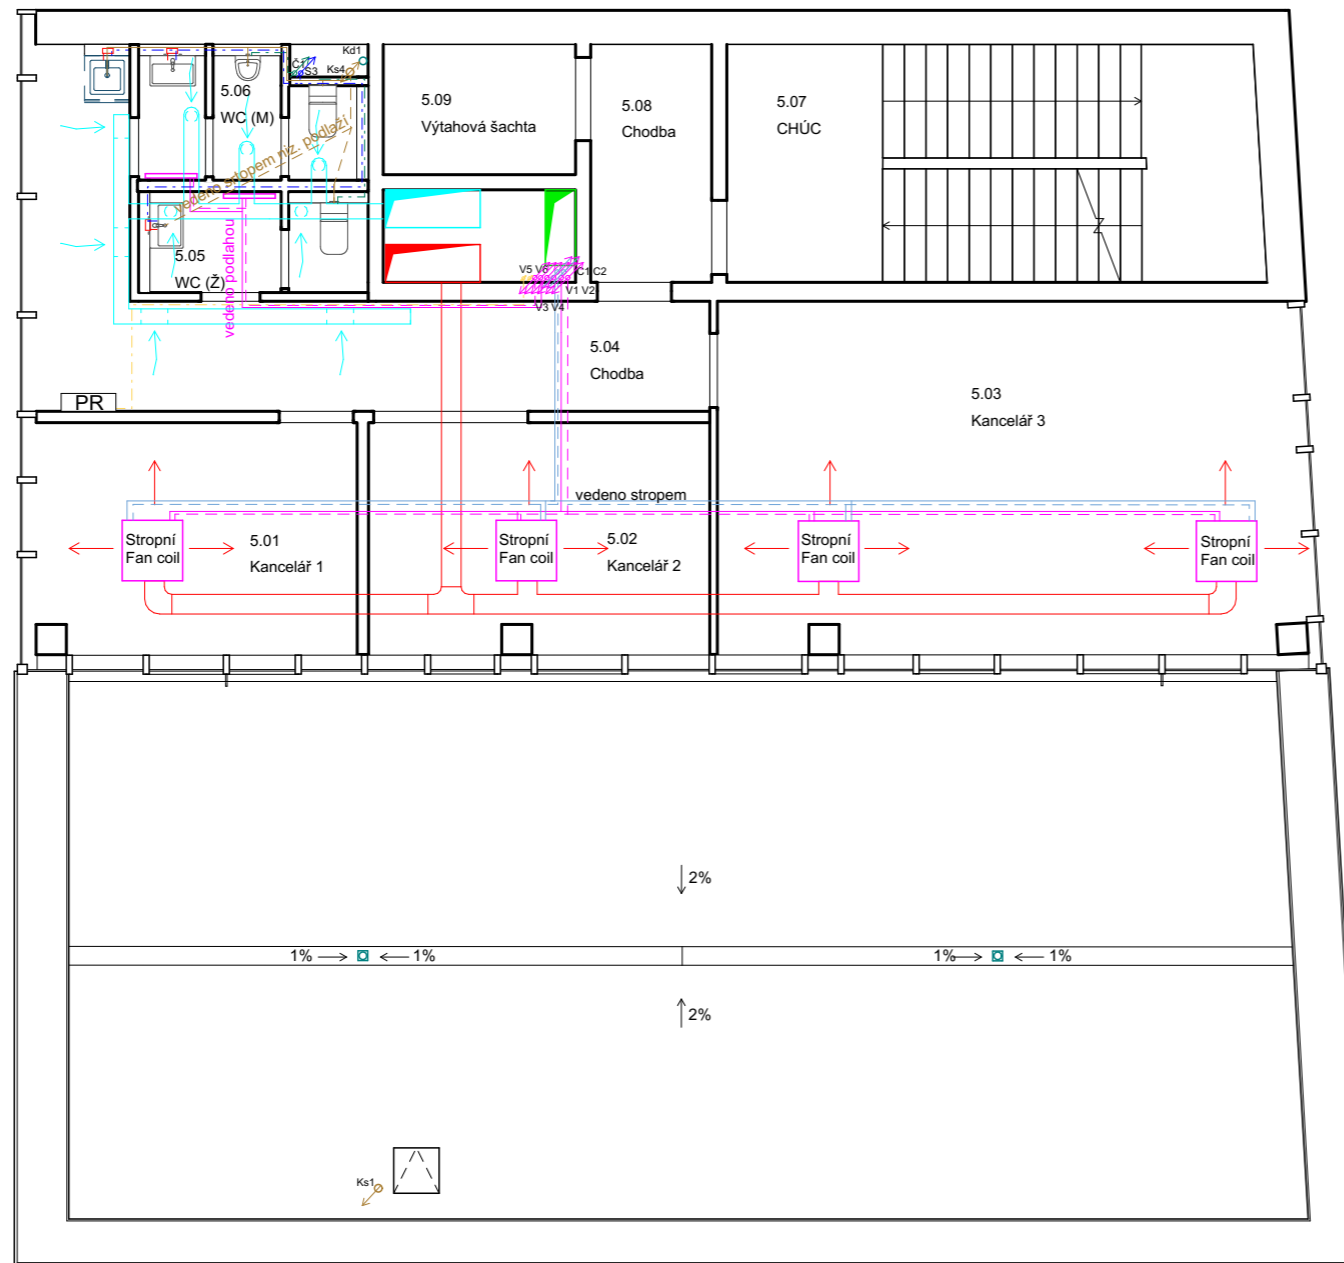 Kd1
Č1
S3
Ks4
5.06
WC (M)
5.09
Výtahová šachta
5.08
Chodba
5.07
CHÚC
vedeno srtopem niz. podlaží
5.05
WC (Ž)
vedeno podlahou
V5 V6
C1 C2
V1 V2
V3 V4
5.04
Chodba
5.03
Kancelář 3
PR
vedeno stropem
Stropní
Fan coil
5.01
Kancelář 1
Stropní
Fan coil
5.02
Kancelář 2
Stropní
Fan coil
Stropní
Fan coil
2%
1%
1%
1%
1%
2%
Ks1